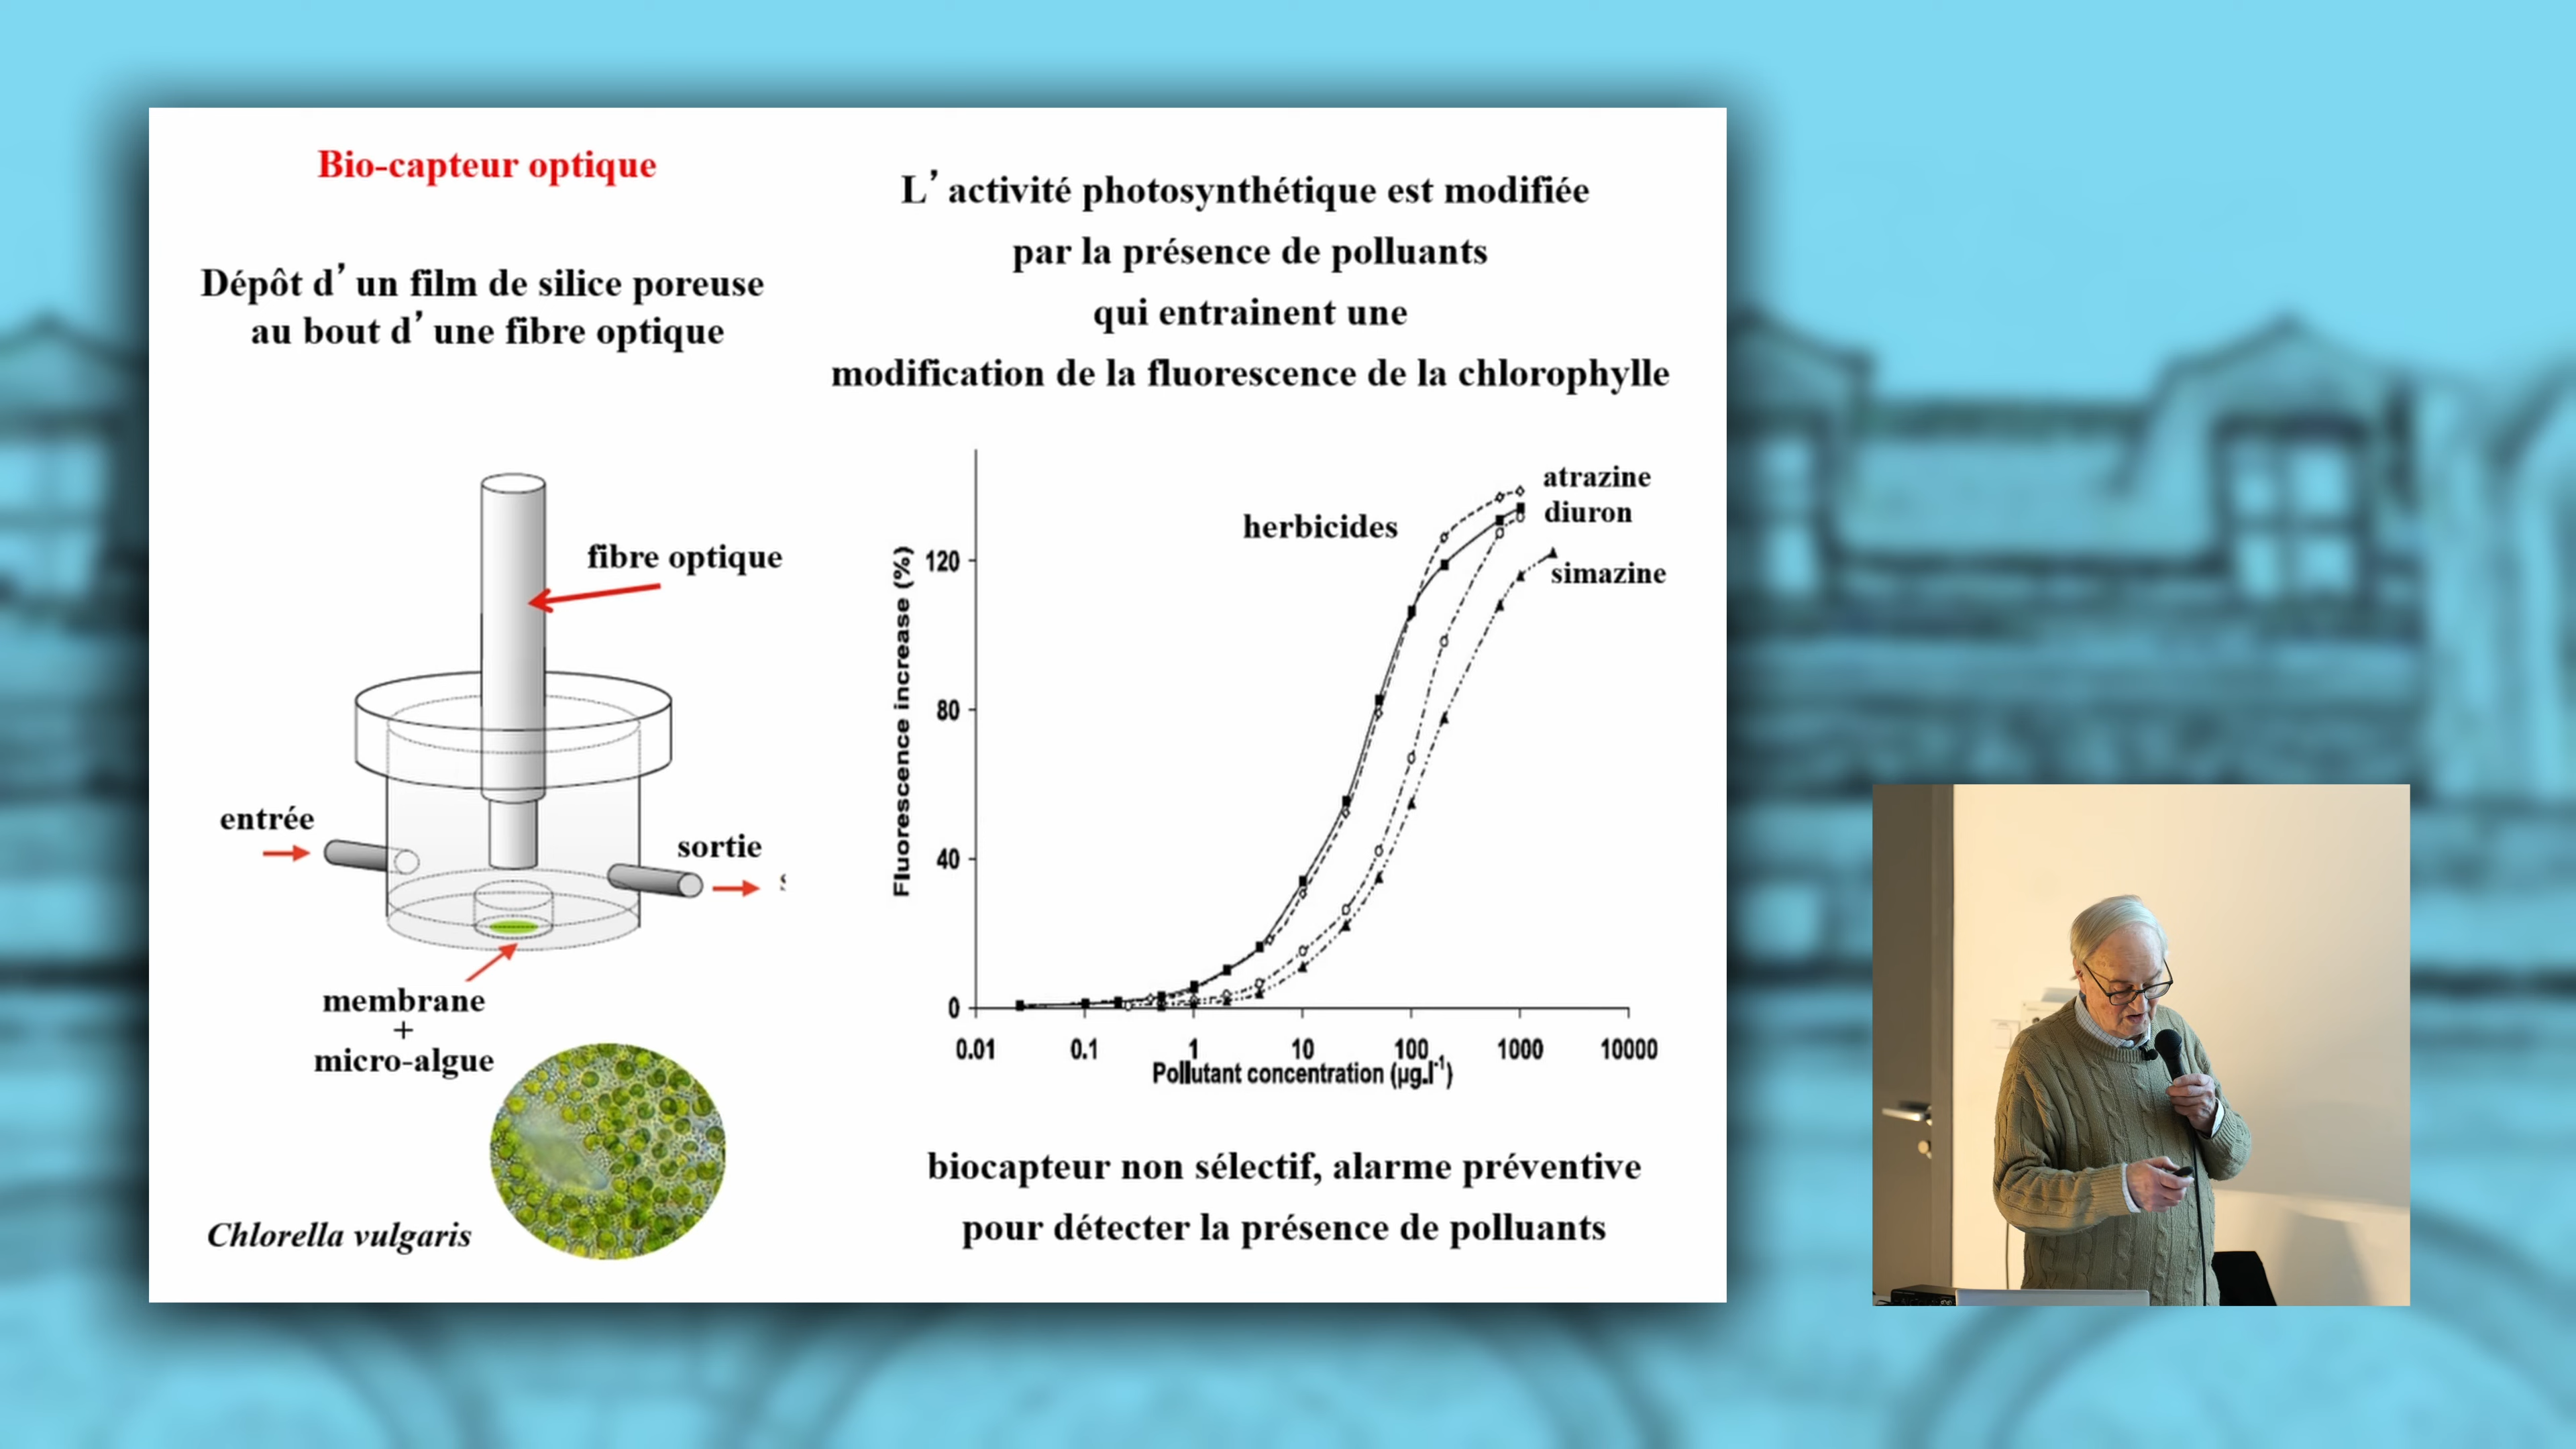 Bio-capteur optique
Dépôt d’ un film de silice poreuse
au bout d’ une fibre optique
fibre optique
entrée
sortie
membrane
+
micro-algue
Chlorella vulgaris
L’ activité photosynthétique est modifiée
par la présence de polluants
qui entrainent une
modification de la fluorescence de la chlorophylle
herbicides
atrazine
diuron
simazine
Fluorescence increase (%)
120
80
40
0
0.01 0.1 1 10 100 1000 10000
Pollutant concentration (µg.l⁻¹)
biocapteur non sélectif, alarme préventive
pour détecter la présence de polluants